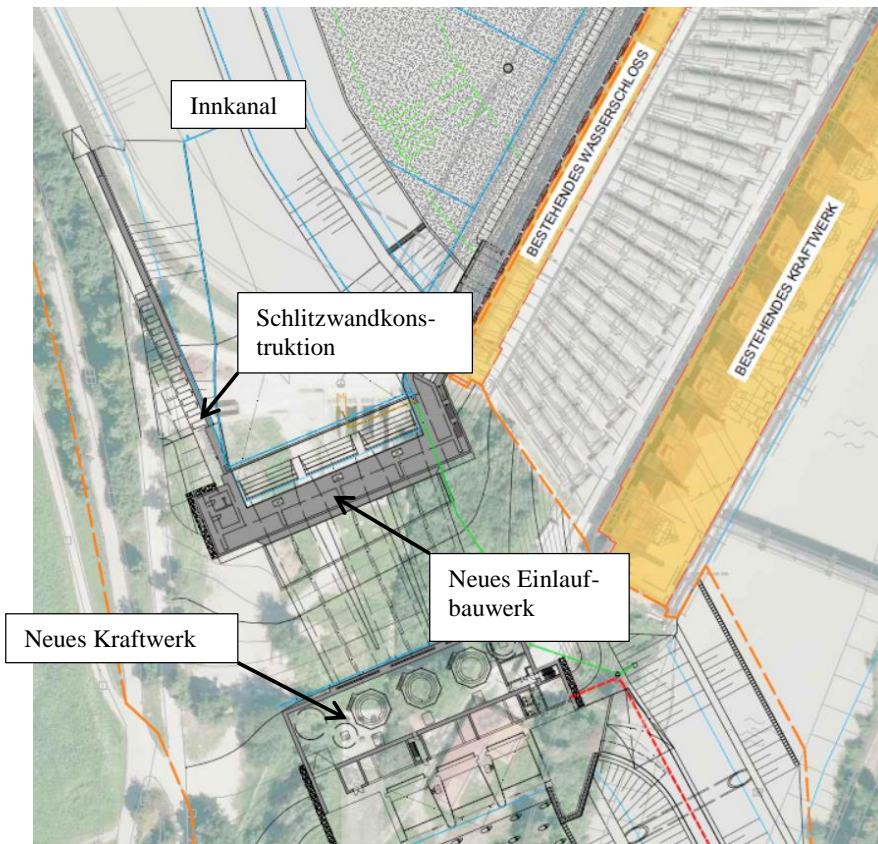 Innkanal
BESTEHENDES WASSERSCHLOSS
BESTEHENDES KRAFTWERK
Schlitzwandkons-
truktion
Neues Einlauf-
bauwerk
Neues Kraftwerk